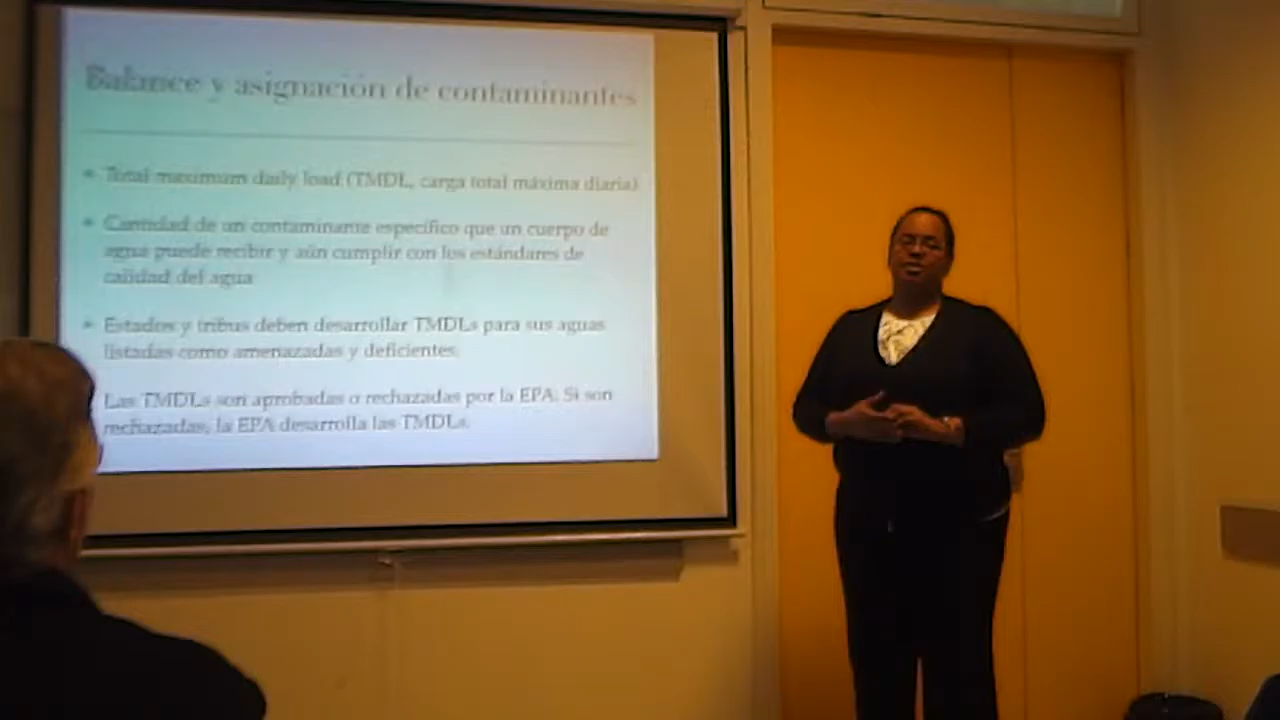 Balance y asignación de contaminantes
Total maximum daily load (TMDL, carga total máxima diaria)
Cantidad de un contaminante específico que un cuerpo de
agua puede recibir y aún cumplir con los estándares de
calidad del agua
Estados y tribus deben desarrollar TMDLs para sus aguas
listadas como amenazadas y deficientes.
Las TMDLs son aprobadas o rechazadas por la EPA. Si son
rechazadas, la EPA desarrolla las TMDLs.